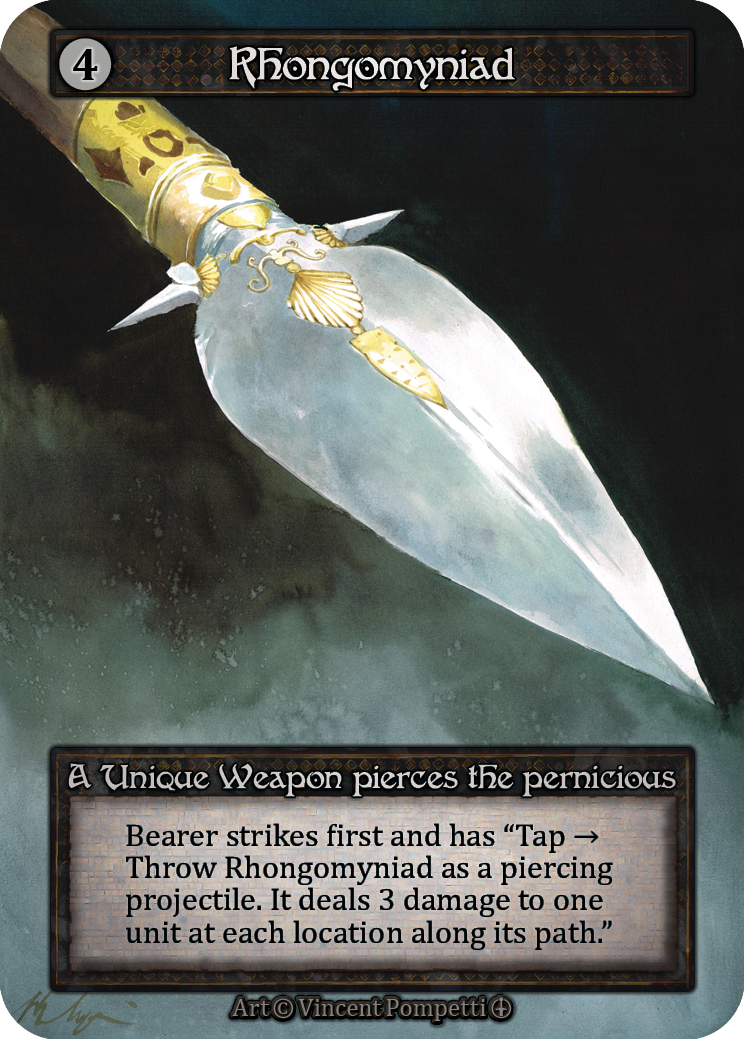 4
Rhongomyniad
A Unique Weapon pierces the pernicious
Bearer strikes first and has “Tap →
Throw Rhongomyniad as a piercing
projectile. It deals 3 damage to one
unit at each location along its path.”
Art © Vincent Pompetti